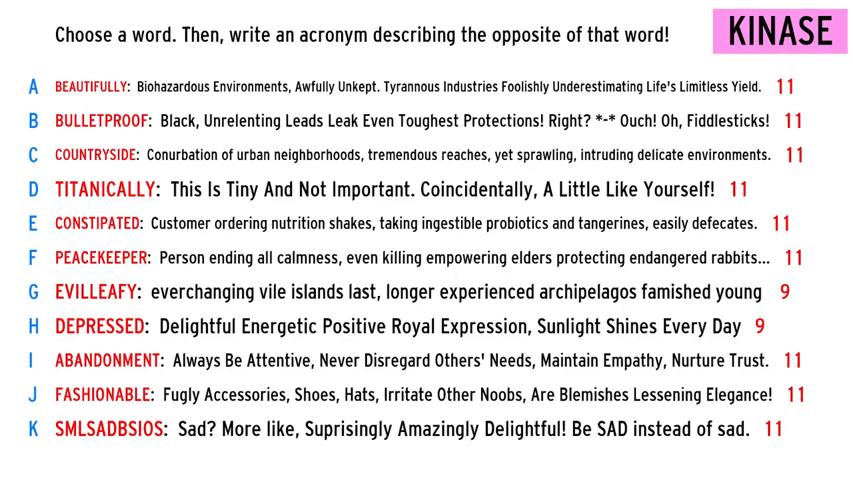 Choose a word. Then, write an acronym describing the opposite of that word!
KINASE
A BEAUTIFULLY: Biohazardous Environments, Awfully Unkept. Tyrannous Industries Foolishly Underestimating Life's Limitless Yield. 11
B BULLETPROOF: Black, Unrelenting Leads Leak Even Toughest Protections! Right? *-* Ouch! Oh, Fiddlesticks! 11
C COUNTRYSIDE: Conurbation of urban neighborhoods, tremendous reaches, yet sprawling, intruding delicate environments. 11
D TITANICALLY: This Is Tiny And Not Important. Coincidentally, A Little Like Yourself! 11
E CONSTIPATED: Customer ordering nutrition shakes, taking ingestible probiotics and tangerines, easily defecates. 11
F PEACEKEEPER: Person ending all calmness, even killing empowering elders protecting endangered rabbits... 11
G EVILLEAFY: everchanging vile islands last, longer experienced archipelagos famished young 9
H DEPRESSED: Delightful Energetic Positive Royal Expression, Sunlight Shines Every Day 9
I ABANDONMENT: Always Be Attentive, Never Disregard Others' Needs, Maintain Empathy, Nurture Trust. 11
J FASHIONABLE: Fugly Accessories, Shoes, Hats, Irritate Other Noobs, Are Blemishes Lessening Elegance! 11
K SMLSADBSIOS: Sad? More like, Suprisingly Amazingly Delightful! Be SAD instead of sad. 11